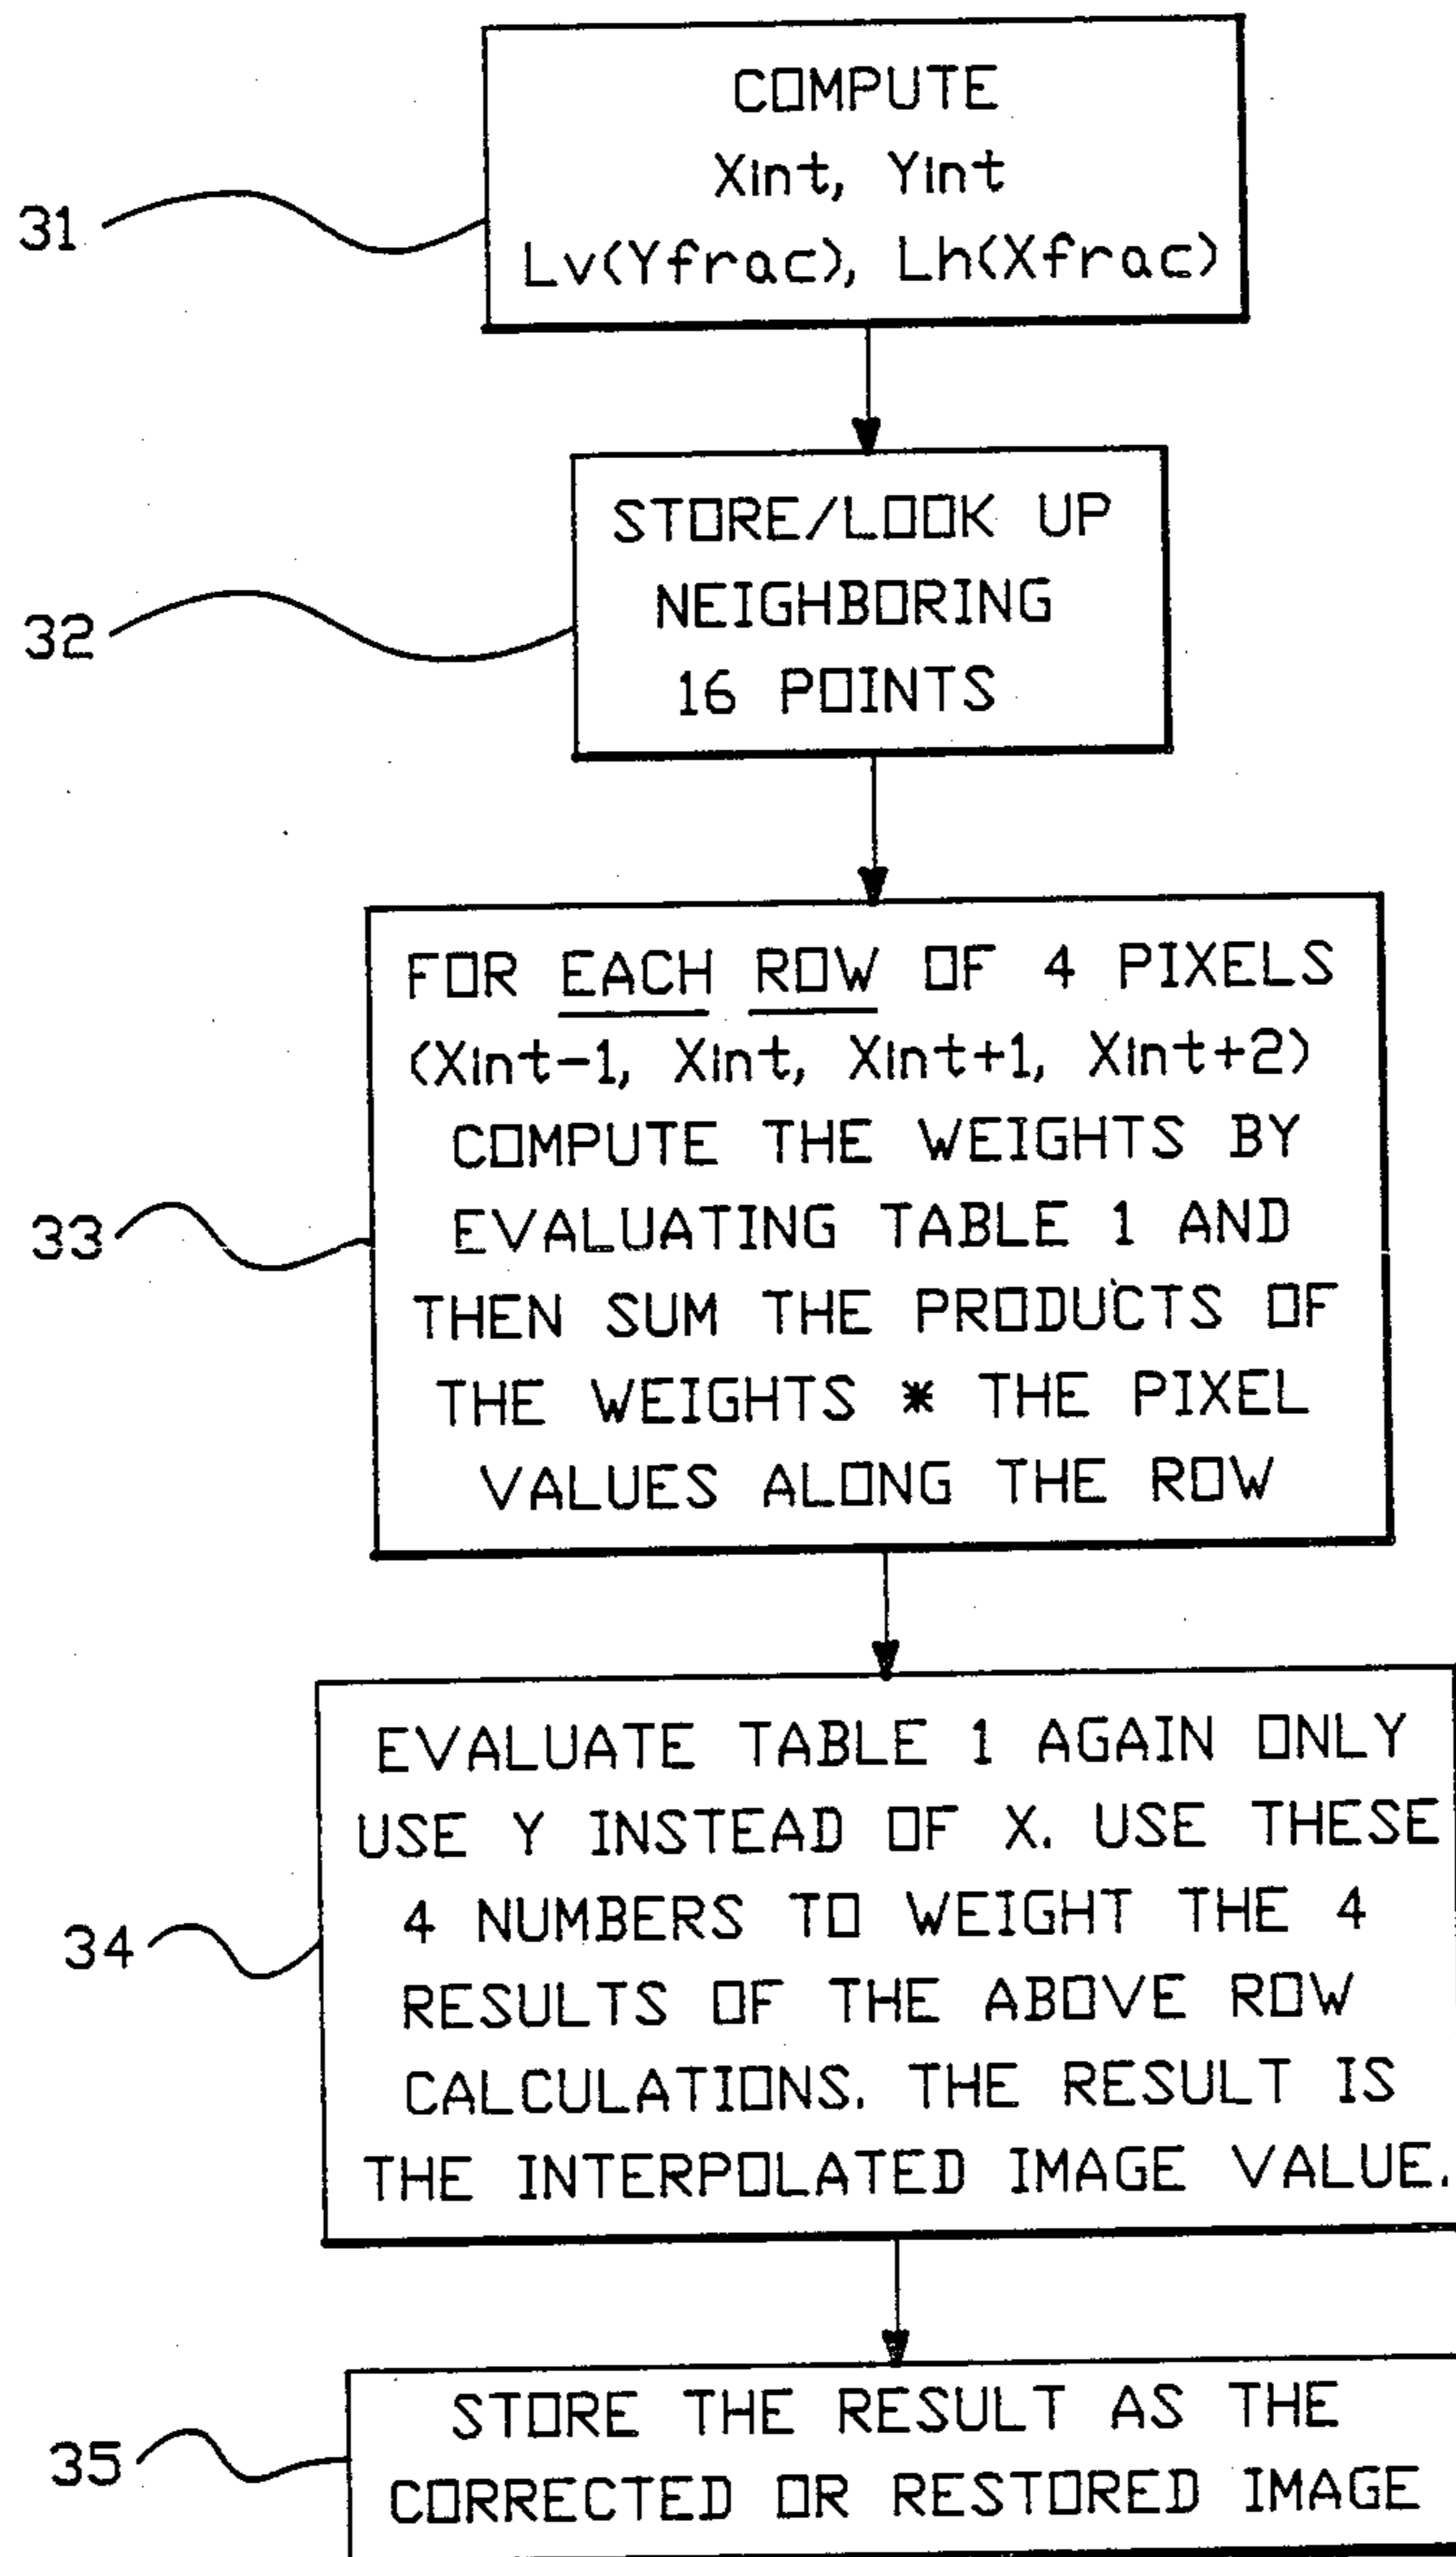 COMPUTE
Xint, Yint
31
Lv(Yfrac), Lh(Xfrac)
STORE/LOOK UP
NEIGHBORING
32
16 POINTS
FOR EACH ROW OF 4 PIXELS
(Xint-1, Xint, Xint+1, Xint+2)
COMPUTE THE WEIGHTS BY
33
EVALUATING TABLE 1 AND
THEN SUM THE PRODUCTS OF
THE WEIGHTS * THE PIXEL
VALUES ALONG THE ROW
EVALUATE TABLE 1 AGAIN ONLY
USE Y INSTEAD OF X. USE THESE
4 NUMBERS TO WEIGHT THE 4
34
RESULTS OF THE ABOVE ROW
CALCULATIONS. THE RESULT IS
THE INTERPOLATED IMAGE VALUE.
STORE THE RESULT AS THE
35
CORRECTED OR RESTORED IMAGE